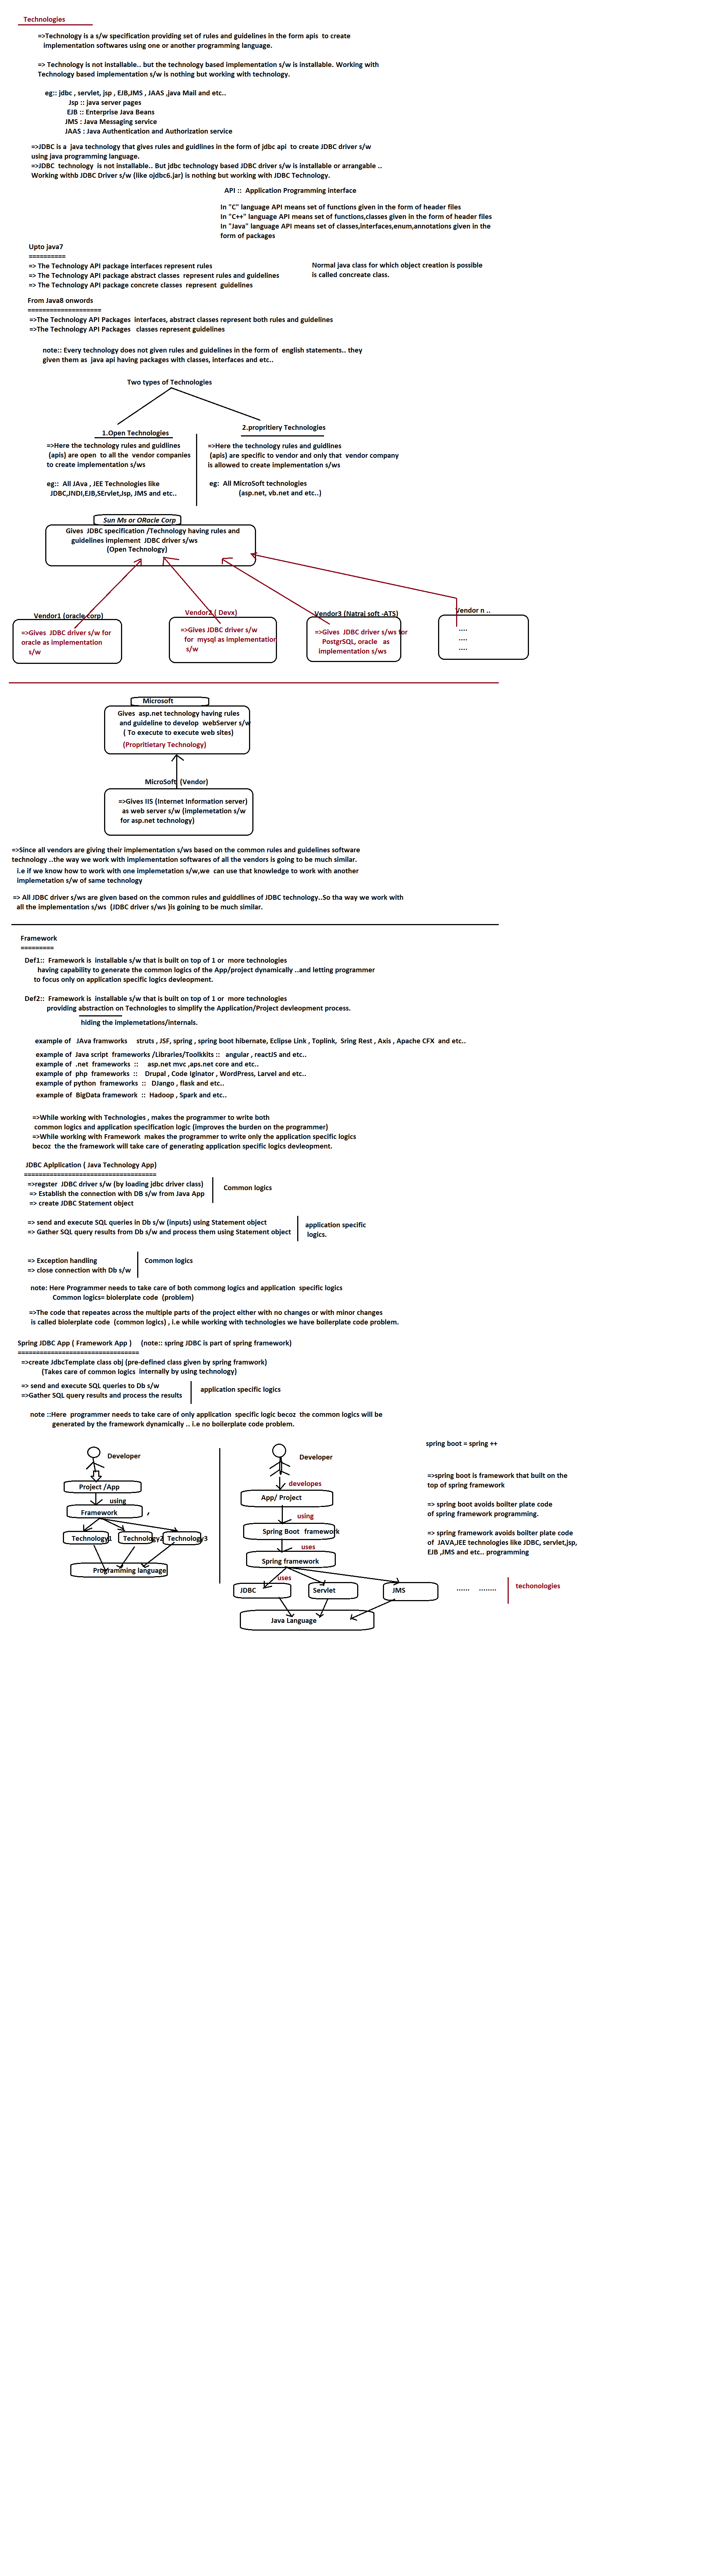 Technologies
=>Technology is a s/w specification providing set of rules and guidelines in the form apis  to create
implementation softwares using one or another programming language.
=> Technology is not installable.. but the technology based implementation s/w is installable. Working with
Technology based implementation s/w is nothing but working with technology.
eg:: jdbc , servlet, jsp , EJB,JMS , JAAS ,java Mail and etc..
Jsp :: java server pages
EJB :: Enterprise Java Beans
JMS : Java Messaging service
JAAS : Java Authentication and Authorization service
=>JDBC is a  java technology that gives rules and guidlines in the form of jdbc api  to create JDBC driver s/w
using java programming language.
=>JDBC  technology  is not installable.. But jdbc technology based JDBC driver s/w is installable or arrangable ..
Working withb JDBC Driver s/w (like ojdbc6.jar) is nothing but working with JDBC Technology.
API ::  Application Programming interface
In "C" language API means set of functions given in the form of header files
In "C++" language API means set of functions,classes given in the form of header files
In "Java" language API means set of classes,interfaces,enum,annotations given in the
form of packages
Upto java7
==========
=> The Technology API package interfaces represent rules
=> The Technology API package abstract classes  represent rules and guidelines
=> The Technology API package concrete classes  represent  guidelines
Normal java class for which object creation is possible
is called concreate class.
From Java8 onwords
====================
=>The Technology API Packages  interfaces, abstract classes represent both rules and guidelines
=>The Technology API Packages   classes represent guidelines
note:: Every technology does not given rules and guidelines in the form of  english statements.. they
given them as  java api having packages with classes, interfaces and etc..
Two types of Technologies
1.Open Technologies
=>Here the technology rules and guidlines
(apis) are open  to all the  vendor companies
to create implementation s/ws
eg::  All JAva , JEE Technologies like
JDBC,JNDI,EJB,SErvlet,Jsp, JMS and etc..
2.propritiery Technologies
=>Here the technology rules and guidlines
(apis) are specific to vendor and only that  vendor company
is allowed to create implementation s/ws
eg:  All MicroSoft technologies
(asp.net, vb.net and etc..)
Sun Ms or ORacle Corp
Gives  JDBC specification /Technology having rules and
guidelines implement  JDBC driver s/ws
(Open Technology)
Vendor1 (oracle corp)
=>Gives  JDBC driver s/w for
oracle as implementation
s/w
Vendor2 ( Devx)
=>Gives JDBC driver s/w
for  mysql as implementation
s/w
Vendor3 (Natraj soft -ATS)
=>Gives  JDBC driver s/ws for
PostgrSQL, oracle   as
implementation s/ws
Vendor n ..
....
....
....
Microsoft
Gives  asp.net technology having rules
and guideline to develop  webServer s/w
( To execute to execute web sites)
(Propritietary Technology)
MicroSoft  (Vendor)
=>Gives IIS (Internet Information server)
as web server s/w (implemetation s/w
for asp.net technology)
=>Since all vendors are giving their implementation s/ws based on the common rules and guidelines software
technology ..the way we work with implementation softwares of all the vendors is going to be much similar.
i.e if we know how to work with one implemetation s/w,we  can use that knowledge to work with another
implemetation s/w of same technology
=> All JDBC driver s/ws are given based on the common rules and guiddlines of JDBC technology..So tha way we work with
all the implementation s/ws  (JDBC driver s/ws )is goining to be much similar.
Framework
=========
Def1::  Framework is  installable s/w that is built on top of 1 or  more technologies
having capability to generate the common logics of the App/project dynamically ..and letting programmer
to focus only on application specific logics devleopment.
Def2::  Framework is  installable s/w that is built on top of 1 or  more technologies
providing abstraction on Technologies to simplify the Application/Project devleopment process.
hiding the implemetations/internals.
example of   JAva framworks     struts , JSF, spring , spring boot hibernate, Eclipse Link , Toplink,  Sring Rest , Axis , Apache CFX  and etc..
example of  Java script  frameworks /Libraries/Toolkkits ::   angular , reactJS and etc..
example of  .net  frameworks  ::     asp.net mvc ,aps.net core and etc..
example of  php  frameworks  ::    Drupal , Code Iginator , WordPress, Larvel and etc..
example of python  frameworks  ::   DJango , flask and etc..
example of  BigData framework  :: Hadoop , Spark and etc..
=>While working with Technologies , makes the programmer to write both
common logics and application specification logic (improves the burden on the programmer)
=>While working with Framework  makes the programmer to write only the application specific logics
becoz  the the framework will take care of generating application specific logics devleopment.
JDBC Aplplication ( Java Technology App)
====================================
=>regster  JDBC driver s/w (by loading jdbc driver class)
=> Establish the connection with DB s/w from Java App
=> create JDBC Statement object
Common logics
=> send and execute SQL queries in Db s/w (inputs) using Statement object
=> Gather SQL query results from Db s/w and process them using Statement object
application specific
logics.
=> Exception handling
=> close connection with Db s/w
Common logics
note: Here Programmer needs to take care of both commong logics and application  specific logics
Common logics= biolerplate code  (problem)
=>The code that repeates across the multiple parts of the project either with no changes or with minor changes
is called biolerplate code  (common logics) , i.e while working with technologies we have boilerplate code problem.
Spring JDBC App ( Framework App )     (note:: spring JDBC is part of spring framework)
=================================
=>create JdbcTemplate class obj (pre-defined class given by spring framwork)
(Takes care of common logics  internally by using technology)
=> send and execute SQL queries to Db s/w
=>Gather SQL query results and process the results
application specific logics
note ::Here  programmer needs to take care of only application  specific logic becoz  the common logics will be
generated by the framework dynamically .. i.e no boilerplate code problem.
Developer
Project /App
using
Framework
,
Technology1
Technology2
Technology3
Programming language
Developer
developes
App/ Project
using
Spring Boot  framework
uses
Spring framework
uses
JDBC
Servlet
JMS
......     ........
techonologies
Java Language
spring boot = spring ++
=>spring boot is framework that built on the
top of spring framework
=> spring boot avoids boilter plate code
of spring framework programming.
=> spring framework avoids boilter plate code
of  JAVA,JEE technologies like JDBC, servlet,jsp,
EJB ,JMS and etc.. programming